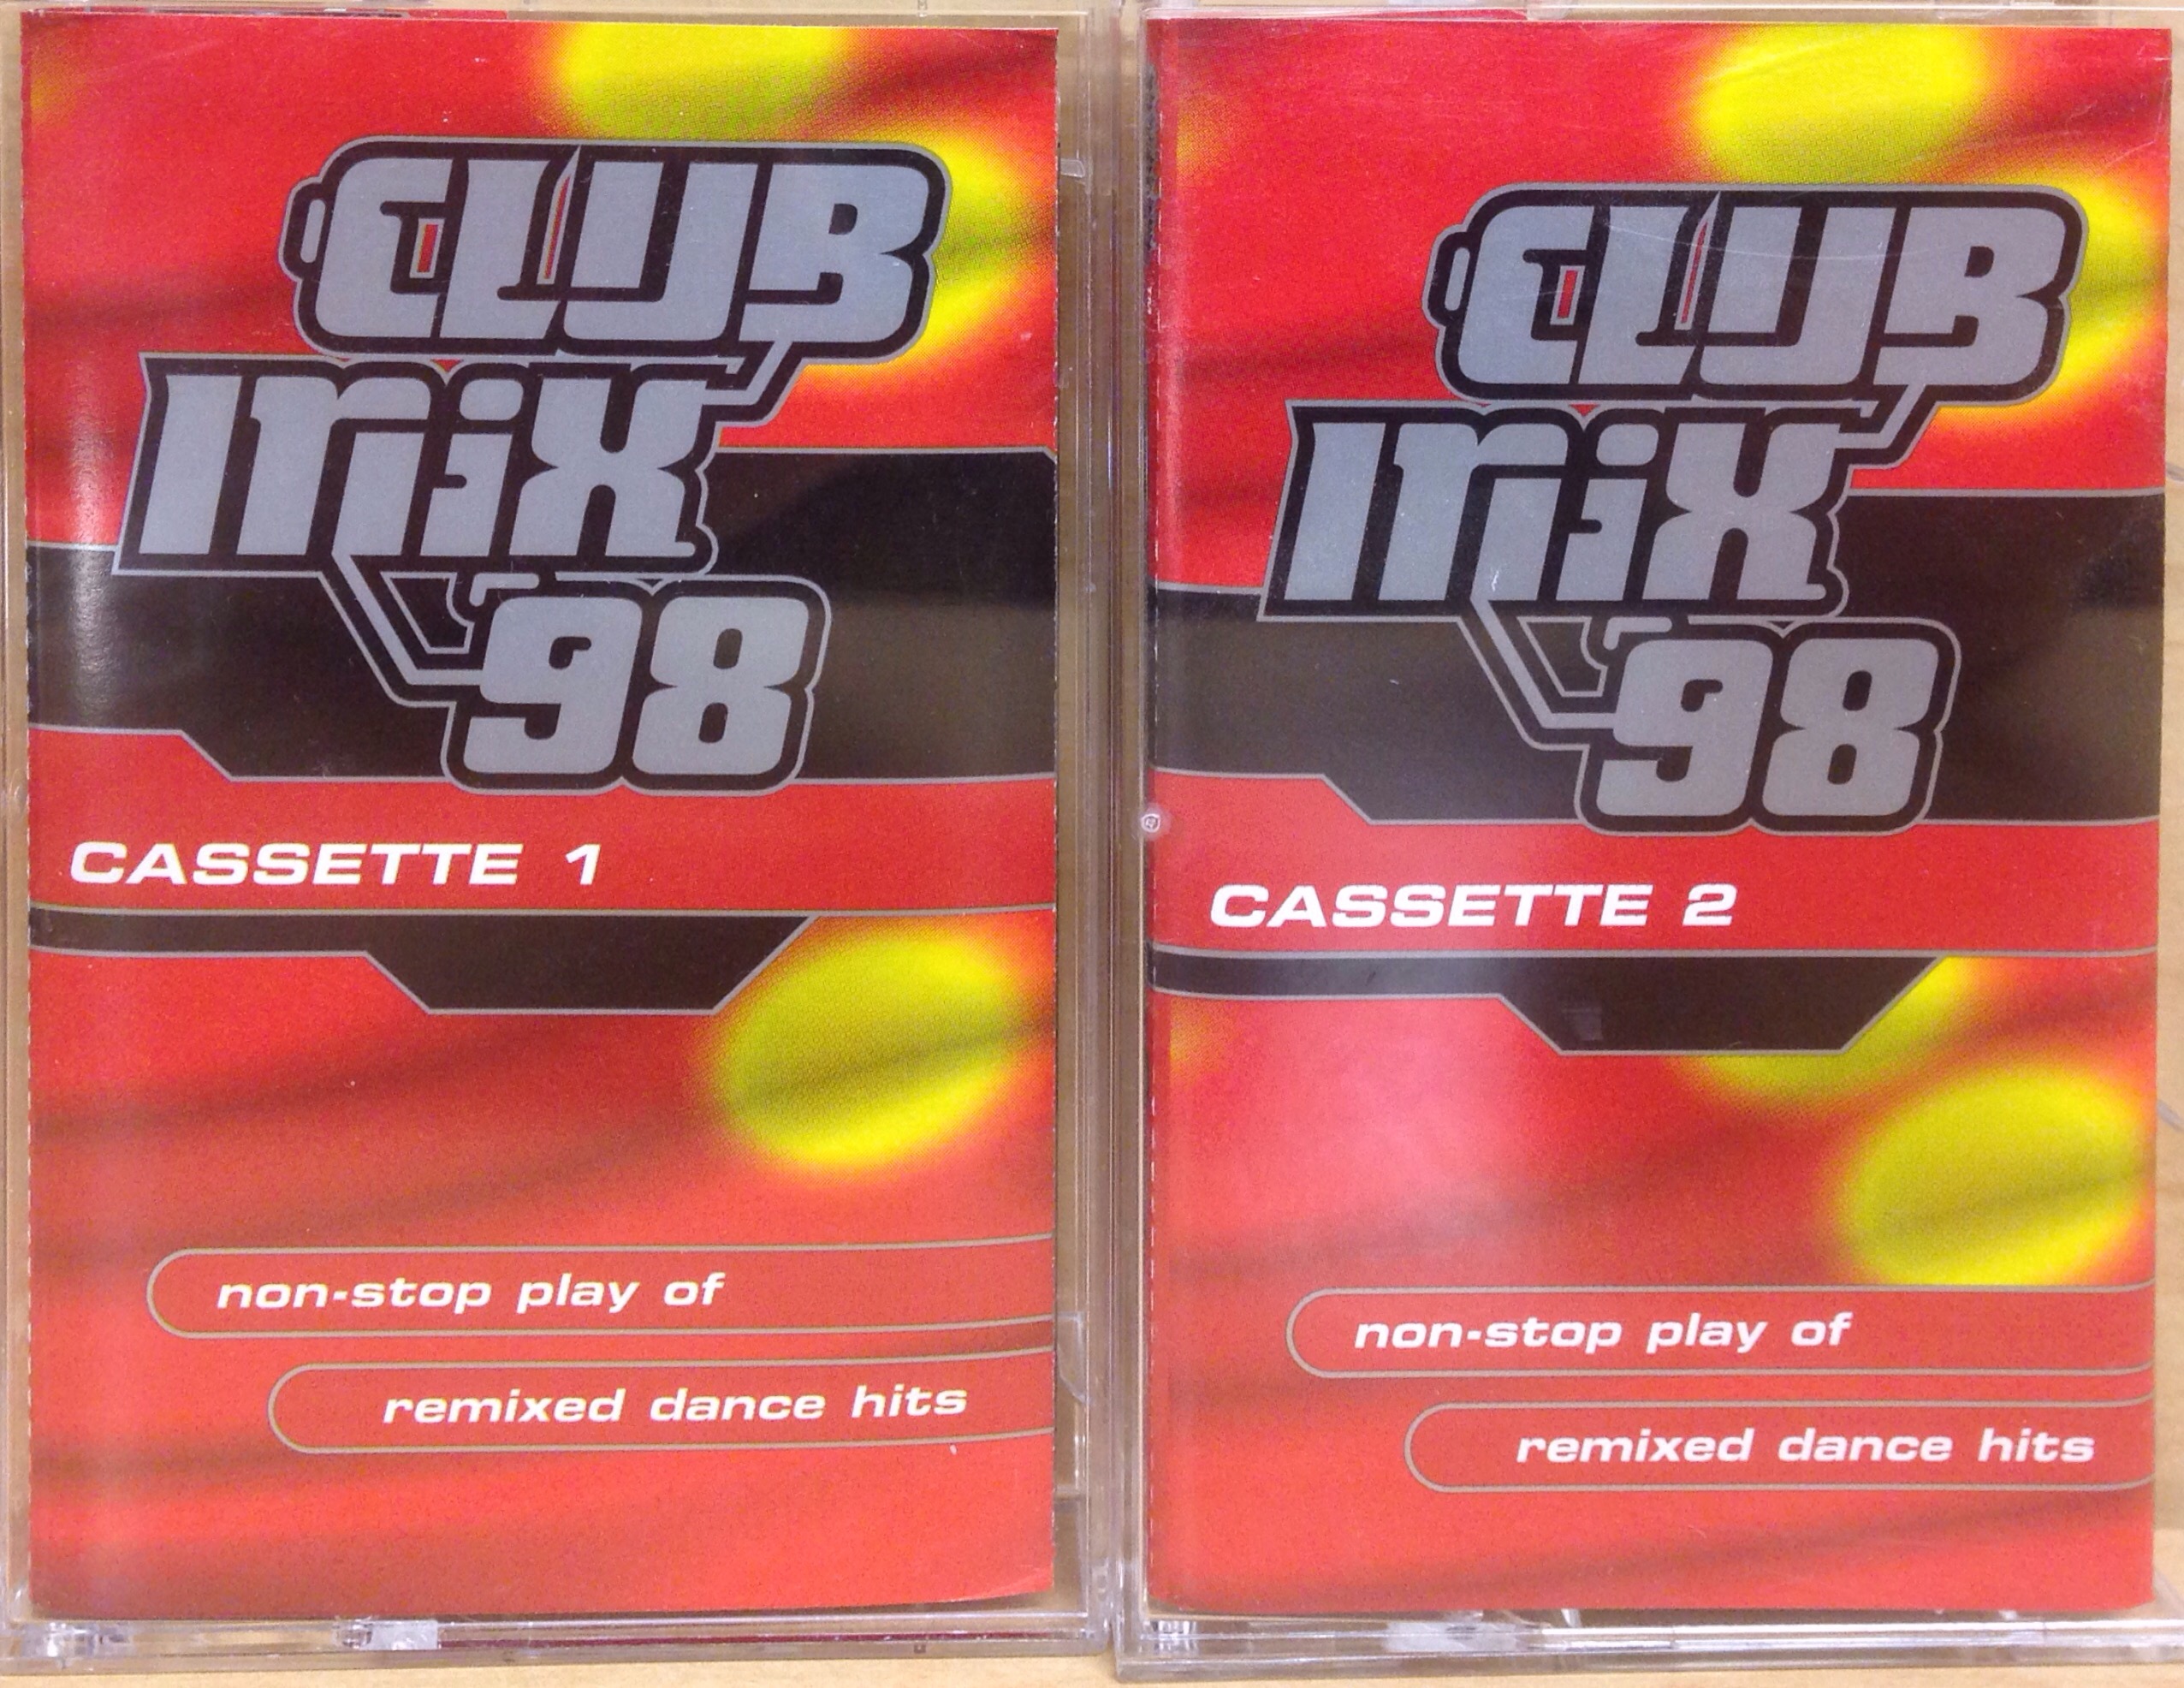 CLUB
mix
98
CASSETTE 1
non-stop play of
remixed dance hits
CLUB
mix
98
CASSETTE 2
non-stop play of
remixed dance hits